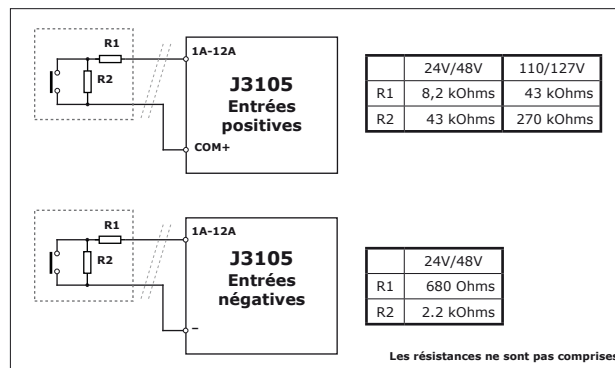 R1
R2
1A-12A
J3105
Entrées
positives
COM+
24V/48V 110/127V
R1 8,2 kOhms 43 kOhms
R2 43 kOhms 270 kOhms
R1
R2
1A-12A
J3105
Entrées
négatives
–
24V/48V
R1 680 Ohms
R2 2.2 kOhms
Les résistances ne sont pas comprises